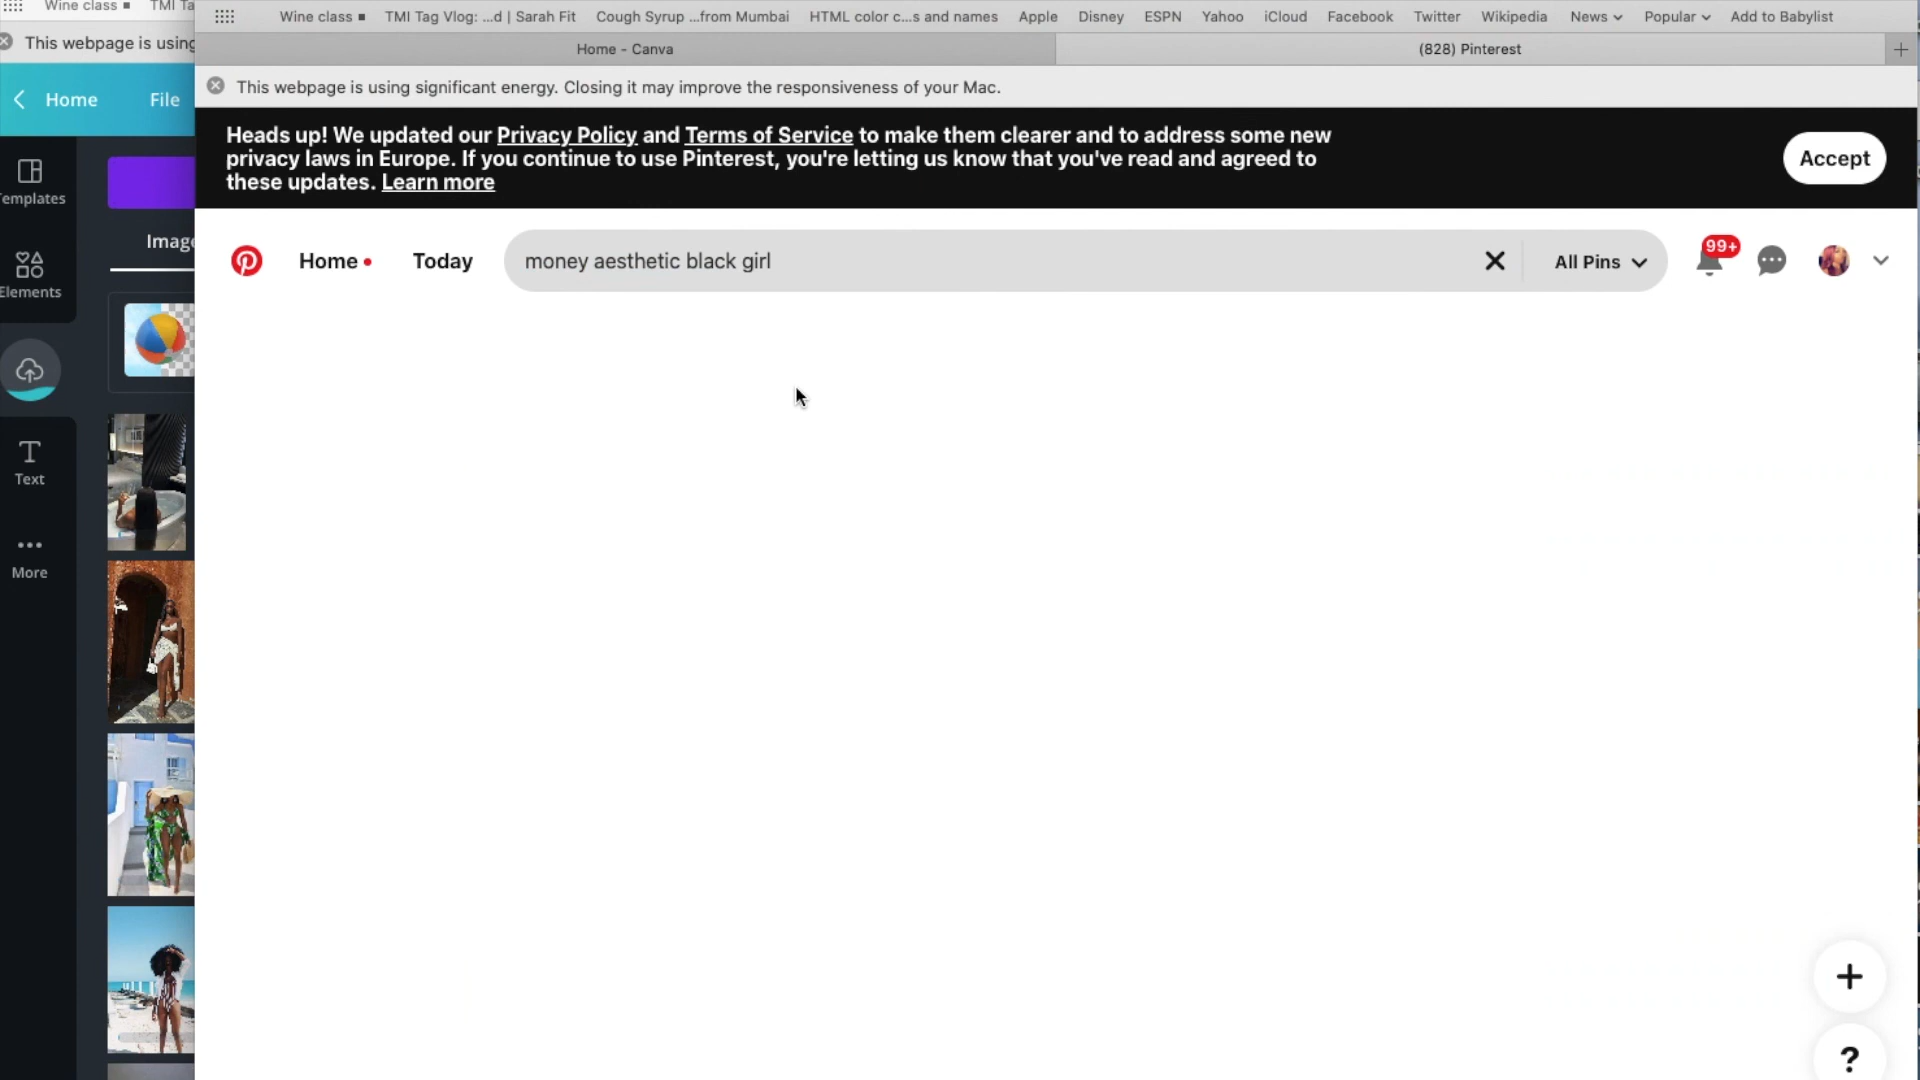 Wine class
TMI Ta
This webpage is using
Home File
emplates
Image
Elements
Text
More
Wine class TMI Tag Vlog: ...d | Sarah Fit Cough Syrup ...from Mumbai HTML color c...s and names Apple Disney ESPN Yahoo iCloud Facebook Twitter Wikipedia News Popular Add to Babylist
Home - Canva (828) Pinterest +
This webpage is using significant energy. Closing it may improve the responsiveness of your Mac.
Heads up! We updated our Privacy Policy and Terms of Service to make them clearer and to address some new
privacy laws in Europe. If you continue to use Pinterest, you're letting us know that you've read and agreed to
these updates. Learn more
Accept
Home Today money aesthetic black girl All Pins 99+
+
?